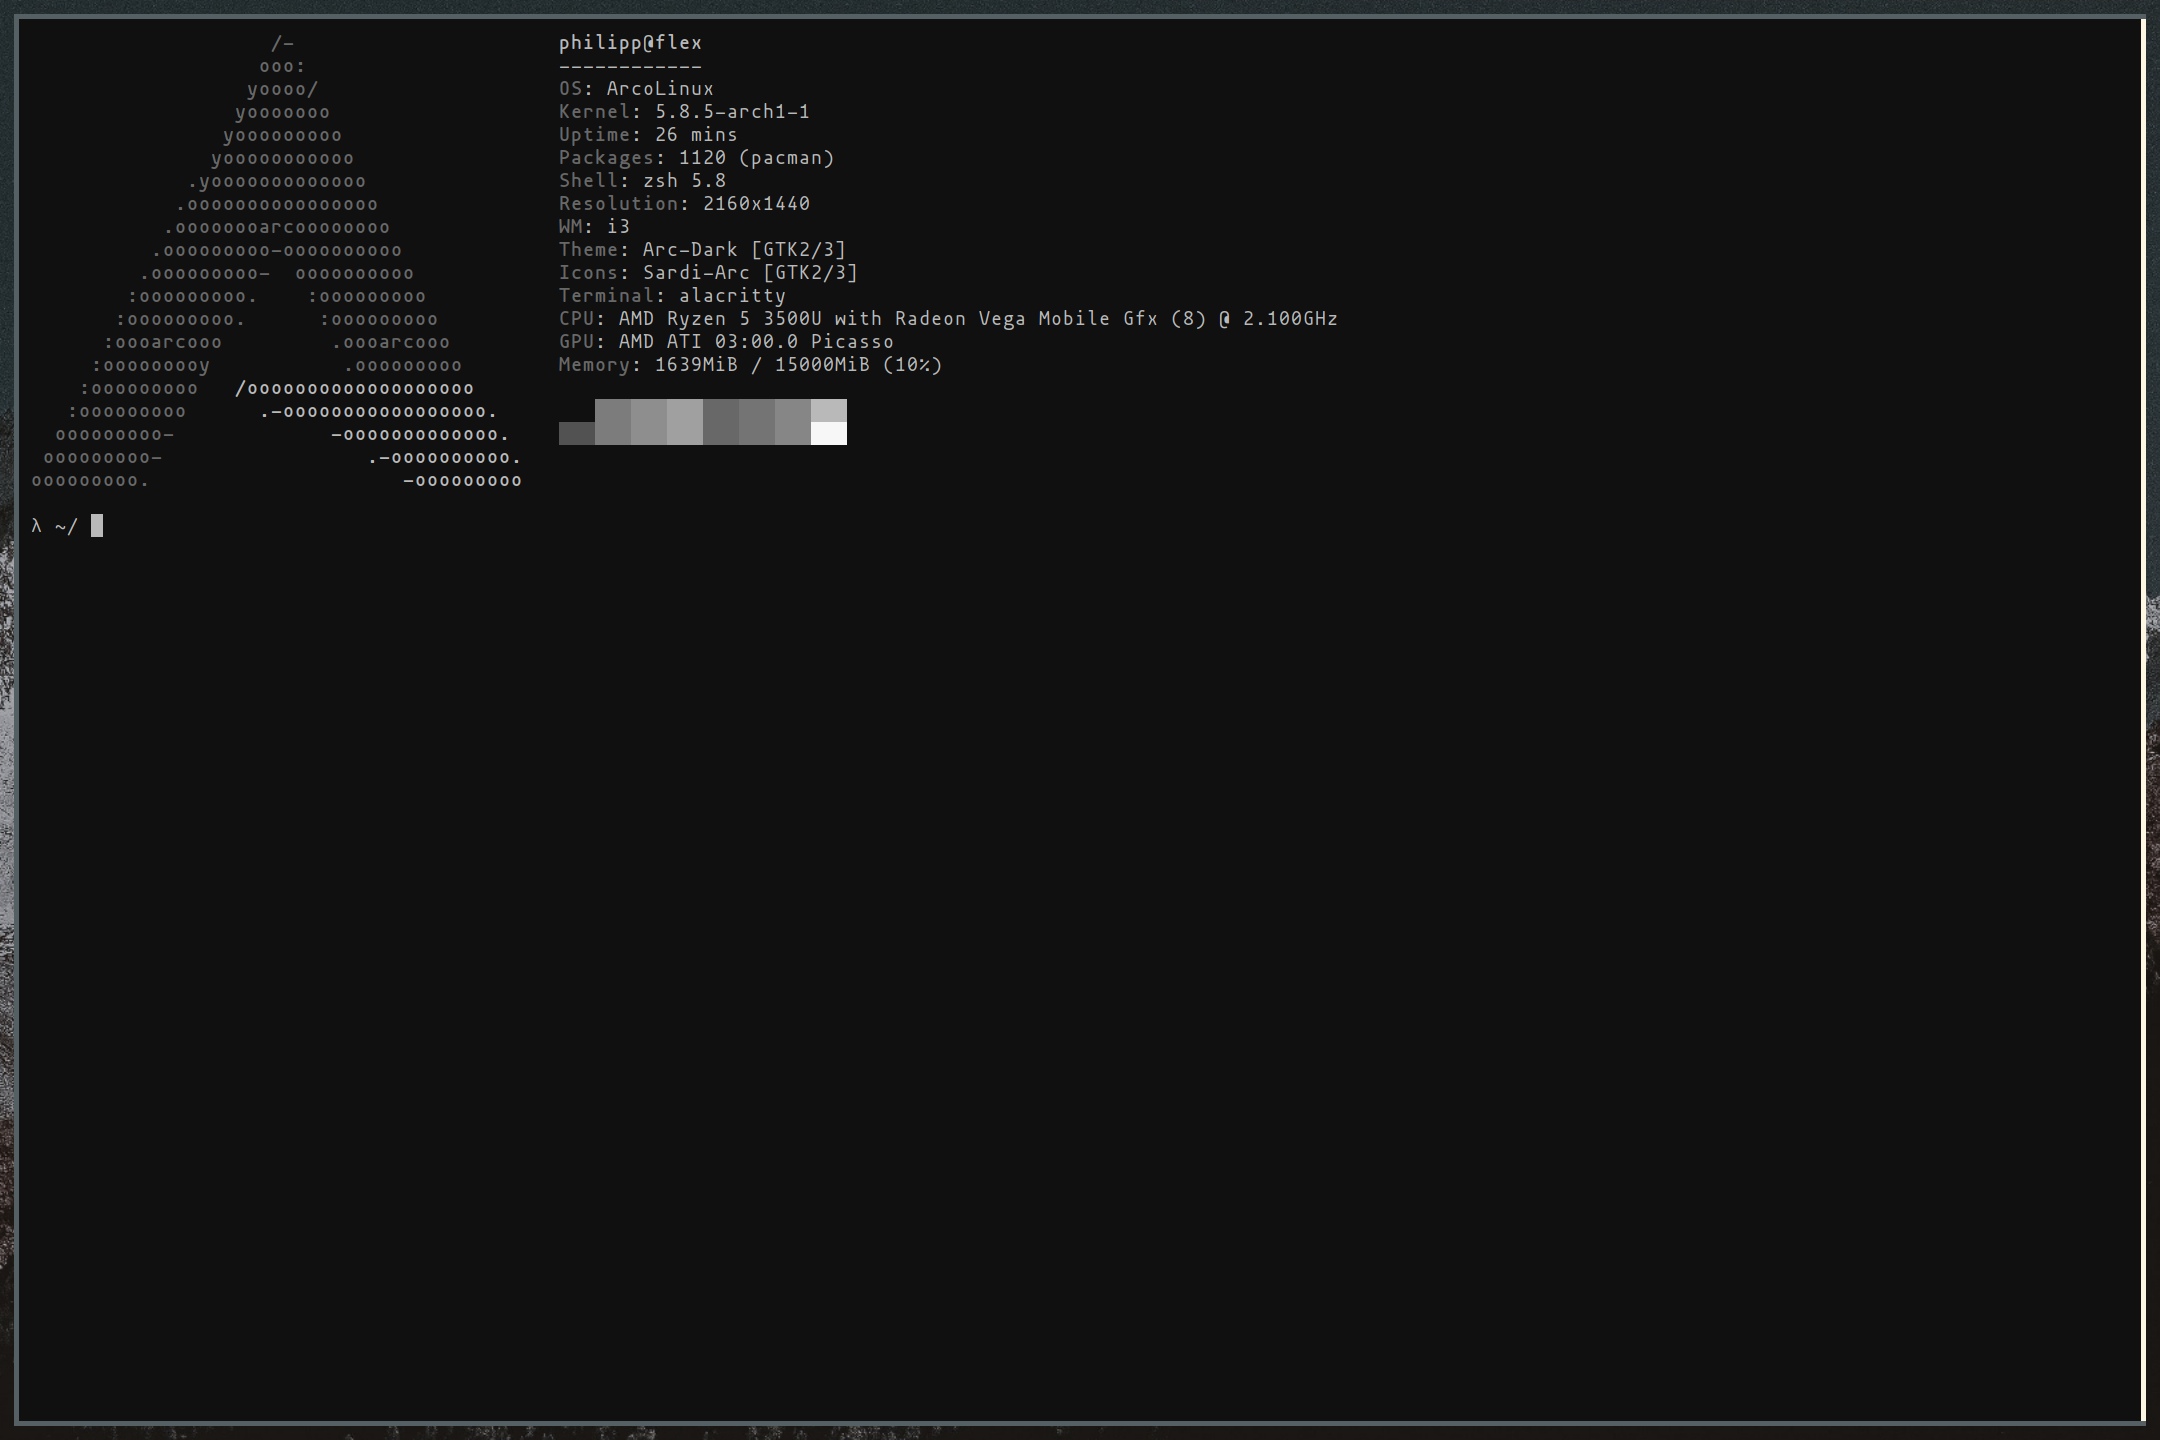 /-
ooo:
yoooo/
yooooooo
yooooooooo
yooooooooooo
.yooooooooooooo
.oooooooooooooooo
.ooooooooarcoooooooo
.ooooooooo-oooooooooo
.ooooooooo-  oooooooooo
:ooooooooo.    :ooooooooo
:ooooooooo.      :ooooooooo
:oooarcooo         .oooarcooo
:ooooooooy           .ooooooooo
:ooooooooo   /ooooooooooooooooooo
:ooooooooo      .-ooooooooooooooooo.
ooooooooo-             -ooooooooooooo.
ooooooooo-                 .-oooooooooo.
ooooooooo.                     -ooooooooo
philipp@flex
------------
OS: ArcoLinux
Kernel: 5.8.5-arch1-1
Uptime: 26 mins
Packages: 1120 (pacman)
Shell: zsh 5.8
Resolution: 2160x1440
WM: i3
Theme: Arc-Dark [GTK2/3]
Icons: Sardi-Arc [GTK2/3]
Terminal: alacritty
CPU: AMD Ryzen 5 3500U with Radeon Vega Mobile Gfx (8) @ 2.100GHz
GPU: AMD ATI 03:00.0 Picasso
Memory: 1639MiB / 15000MiB (10%)
λ ~/